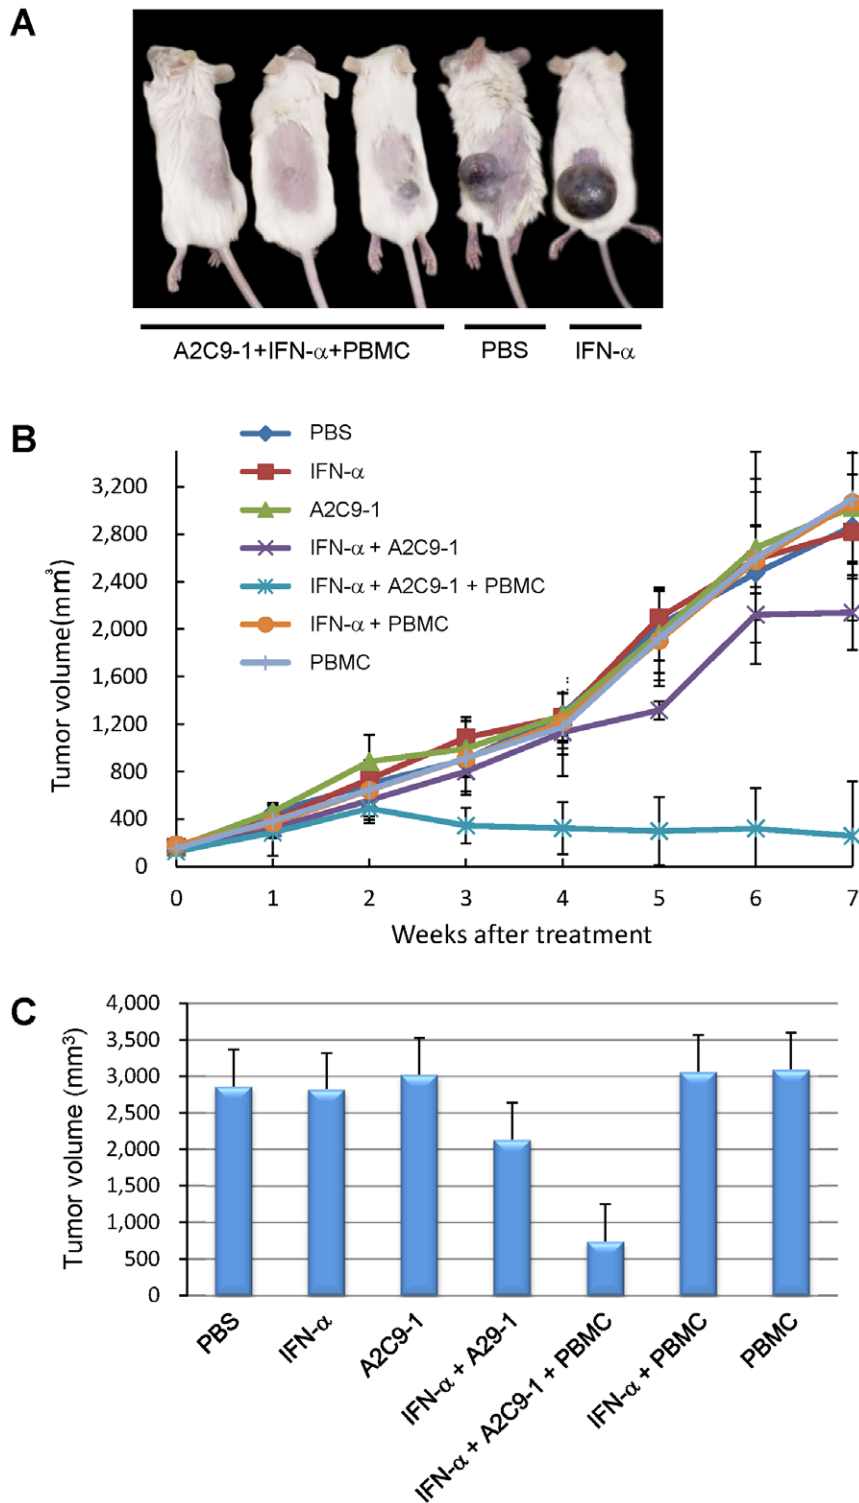 A
A2C9-1+IFN-α+PBMC
PBS
IFN-α
B
PBS
IFN-α
A2C9-1
IFN-α + A2C9-1
IFN-α + A2C9-1 + PBMC
IFN-α + PBMC
PBMC
Tumor volume(mm³)
3,200
2,800
2,400
2,000
1,600
1,200
800
400
0
0 1 2 3 4 5 6 7
Weeks after treatment
C
Tumor volume (mm³)
4,000
3,500
3,000
2,500
2,000
1,500
1,000
500
0
PBS
IFN-α
A2C9-1
IFN-α + A29-1
IFN-α + A2C9-1 + PBMC
IFN-α + PBMC
PBMC